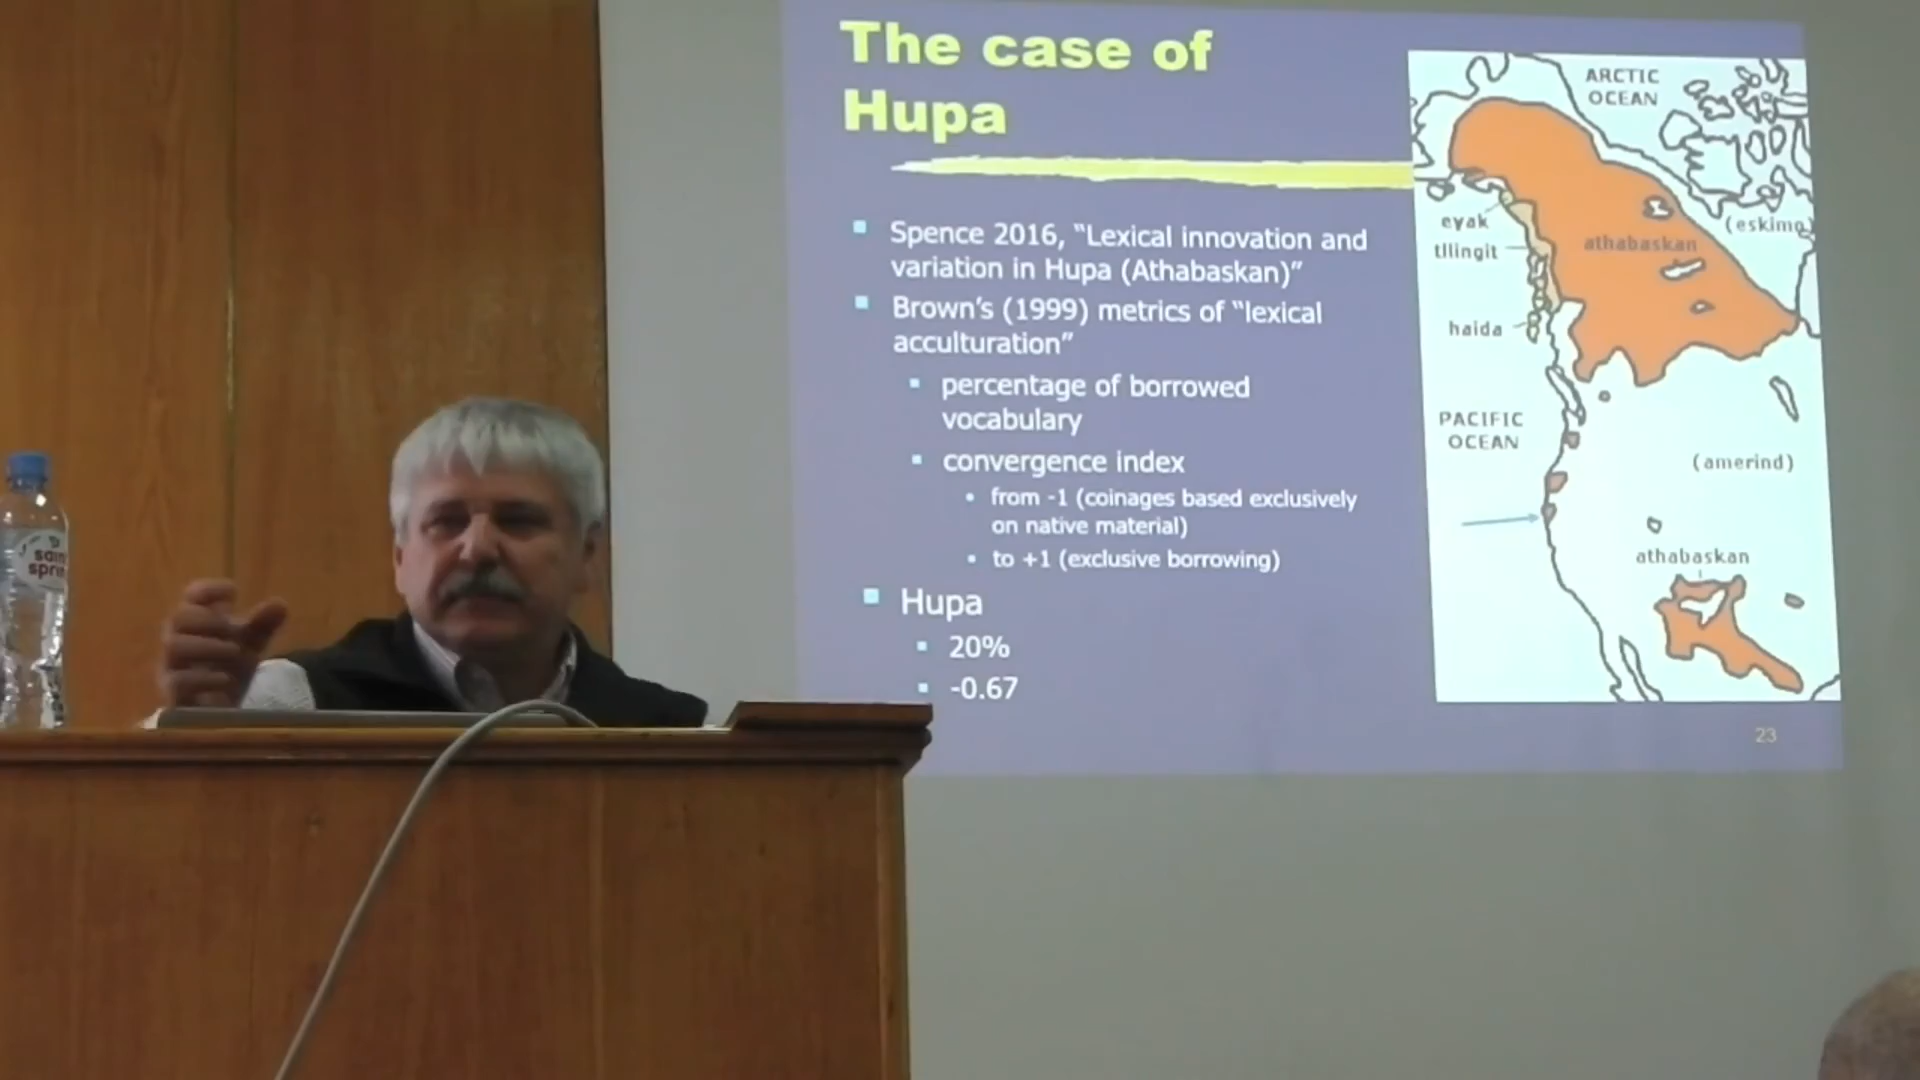 The case of
Hupa
Spence 2016, “Lexical innovation and
variation in Hupa (Athabaskan)”
Brown’s (1999) metrics of “lexical
acculturation”
percentage of borrowed
vocabulary
convergence index
from -1 (coinages based exclusively
on native material)
to +1 (exclusive borrowing)
Hupa
20%
-0.67
ARCTIC
OCEAN
eyak
tllingit
athabaskan
(eskimo)
haida
PACIFIC
OCEAN
(amerind)
athabaskan
23